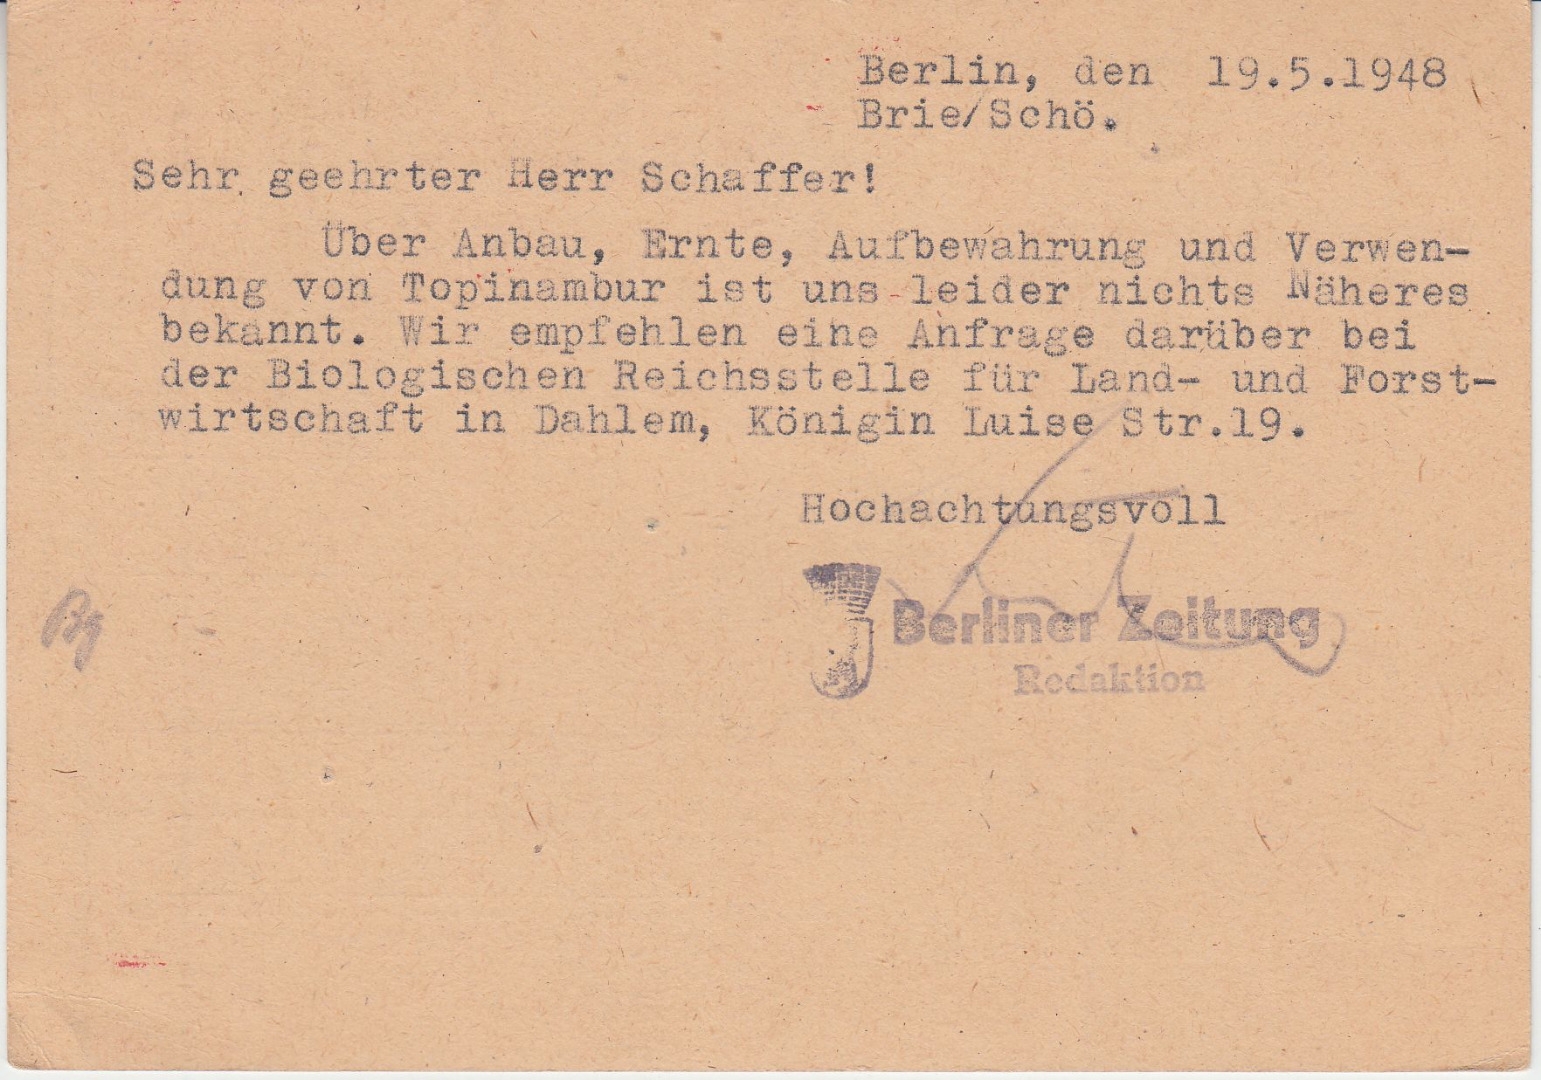 Berlin, den 19.5.1948
Brie/Schö.
Sehr geehrter Herr Schaffer!
Über Anbau, Ernte, Aufbewahrung und Verwen-
dung von Topinambur ist uns leider nichts Näheres
bekannt. Wir empfehlen eine Anfrage darüber bei
der Biologischen Reichsstelle für Land- und Forst-
wirtschaft in Dahlem, Königin Luise Str.19.
Hochachtungsvoll
Berliner Zeitung
Redaktion